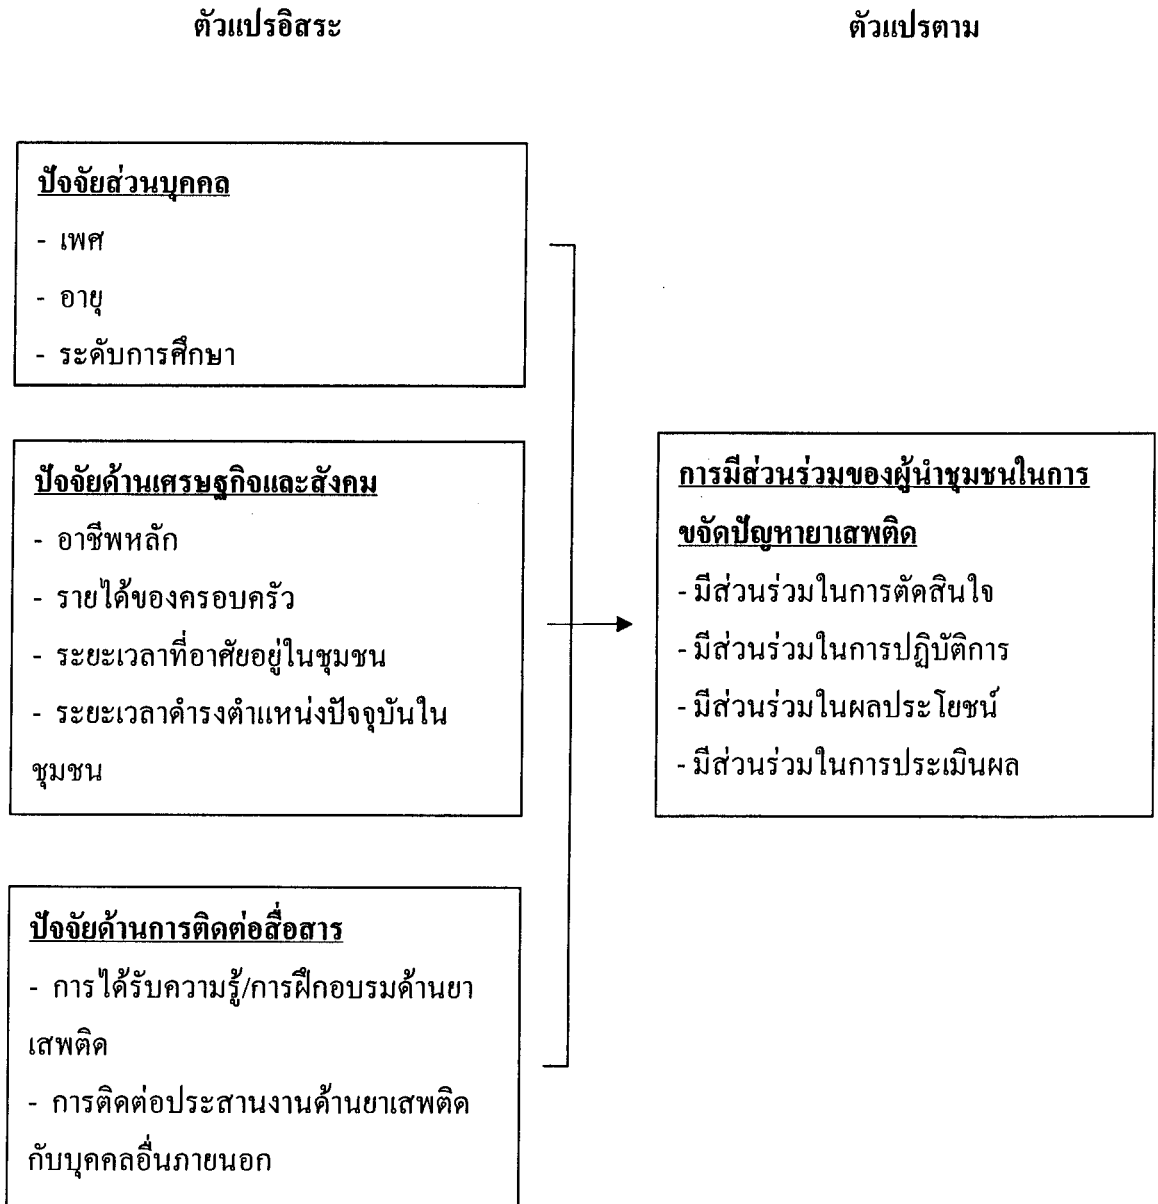 ตัวแปรอิสระ
ตัวแปรตาม
ปัจจัยส่วนบุคคล
- เพศ
- อายุ
- ระดับการศึกษา
ปัจจัยด้านเศรษฐกิจและสังคม
- อาชีพหลัก
- รายได้ของครอบครัว
- ระยะเวลาที่อาศัยอยู่ในชุมชน
- ระยะเวลาดำรงตำแหน่งปัจจุบันใน
ชุมชน
ปัจจัยด้านการติดต่อสื่อสาร
- การได้รับความรู้/การฝึกอบรมด้านยา
เสพติด
- การติดต่อประสานงานด้านยาเสพติด
กับบุคคลอื่นภายนอก
การมีส่วนร่วมของผู้นำชุมชนในการ
ขจัดปัญหายาเสพติด
- มีส่วนร่วมในการตัดสินใจ
- มีส่วนร่วมในการปฏิบัติการ
- มีส่วนร่วมในผลประโยชน์
- มีส่วนร่วมในการประเมินผล